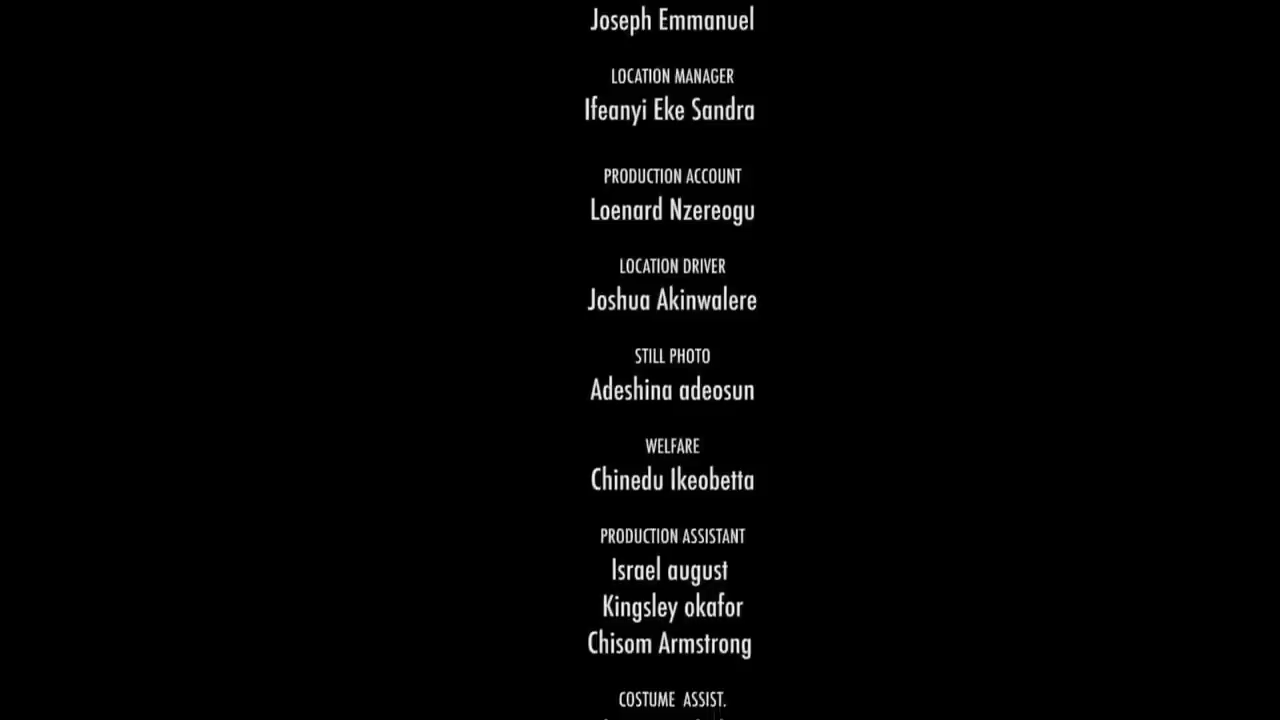 Joseph Emmanuel
LOCATION MANAGER
Ifeanyi Eke Sandra
PRODUCTION ACCOUNT
Loenard Nzereogu
LOCATION DRIVER
Joshua Akinwalere
STILL PHOTO
Adeshina adeosun
WELFARE
Chinedu Ikeobetta
PRODUCTION ASSISTANT
Israel august
Kingsley okafor
Chisom Armstrong
COSTUME ASSIST.